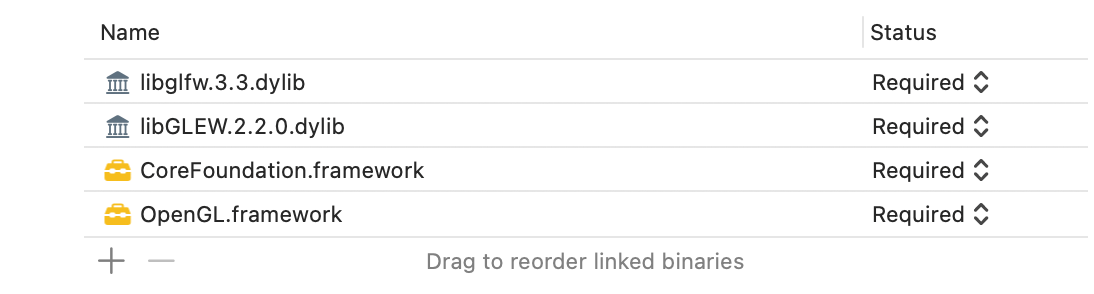 Name Status
libglfw.3.3.dylib Required
libGLEW.2.2.0.dylib Required
CoreFoundation.framework Required
OpenGL.framework Required
Drag to reorder linked binaries